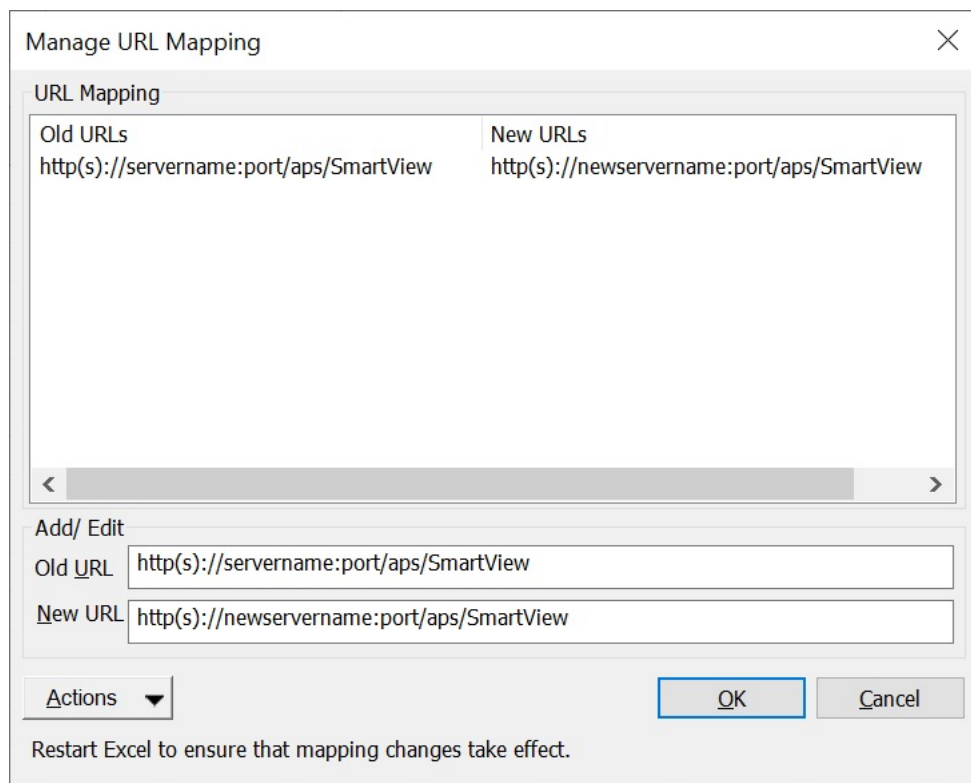 Manage URL Mapping
URL Mapping
Old URLs New URLs
http(s)://servername:port/aps/SmartView http(s)://newservername:port/aps/SmartView
Add/ Edit
Old URL http(s)://servername:port/aps/SmartView
New URL http(s)://newservername:port/aps/SmartView
Actions OK Cancel
Restart Excel to ensure that mapping changes take effect.